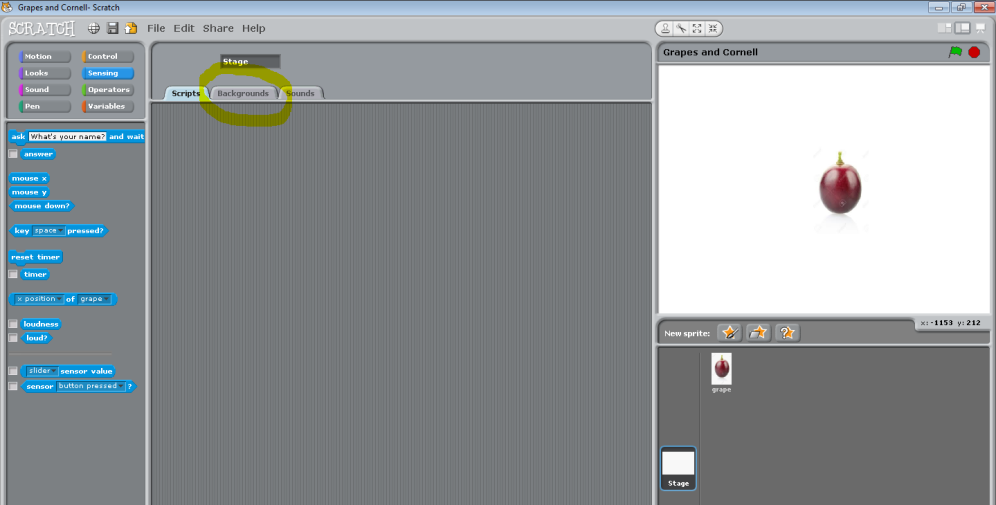 Grapes and Cornell- Scratch
SCRATCH File Edit Share Help
Motion Control
Looks Sensing
Sound Operators
Pen Variables
ask What's your name? and wait
answer
mouse x
mouse y
mouse down?
key space pressed?
reset timer
timer
x position of grape
loudness
loud?
slider sensor value
sensor button pressed ?
Stage
Scripts Backgrounds Sounds
Grapes and Cornell
x: -1153 y: 212
New sprite:
grape
Stage